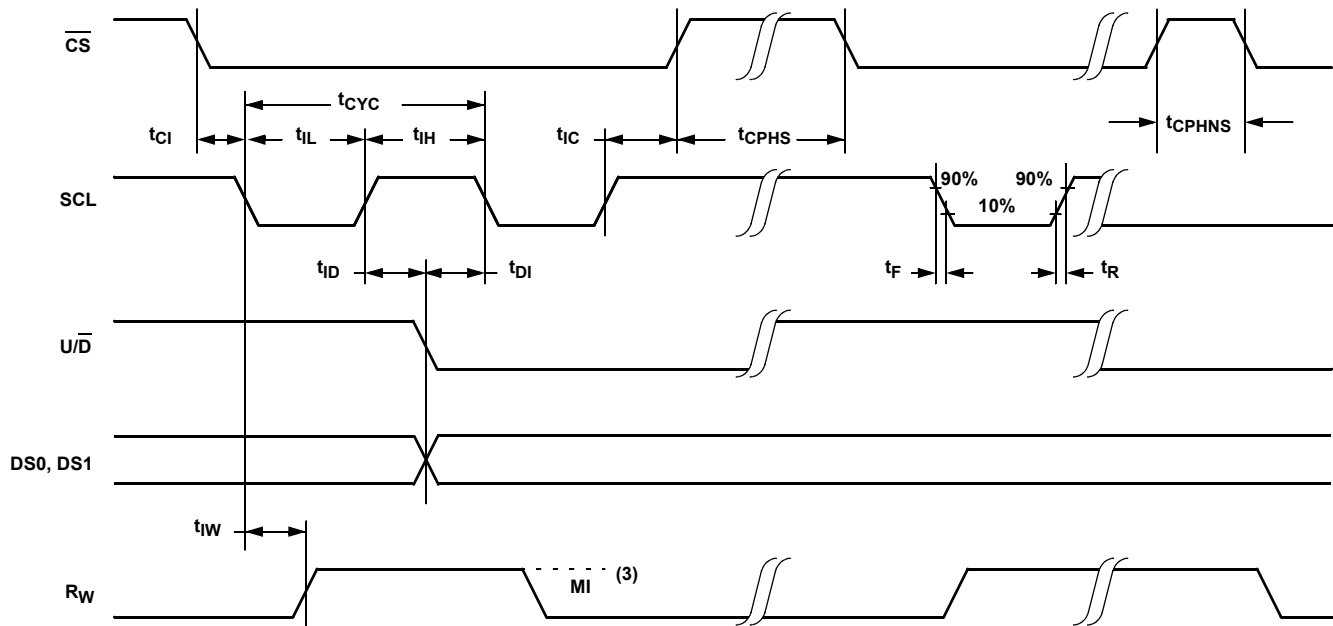 CS
tCYC
tCI
tIL
tIH
tIC
tCPHS
tCPHNS
SCL
90%
90%
10%
tID
tDI
tF
tR
U/D
DS0, DS1
tIW
(3)
MI
RW